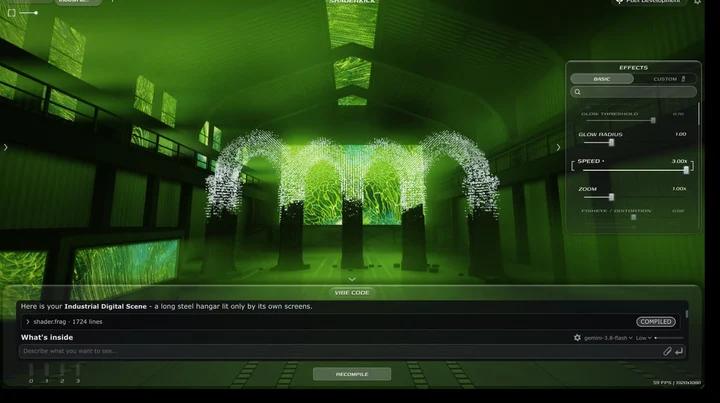 SHADERKICK
EFFECTS
BASIC
CUSTOM
GLOW THRESHOLD
GLOW RADIUS 1.00
SPEED • 3.00x
ZOOM 1.00x
FISHEYE / DISTORTION
VIBE CODE
Here is your Industrial Digital Scene - a long steel hangar lit only by its own screens.
shader.frag · 1724 lines
COMPILED
What's inside
gemini-3.8-flash
Low
Describe what you want to see...
0 1 2 3
RECOMPILE
59 FPS | 1920x1080